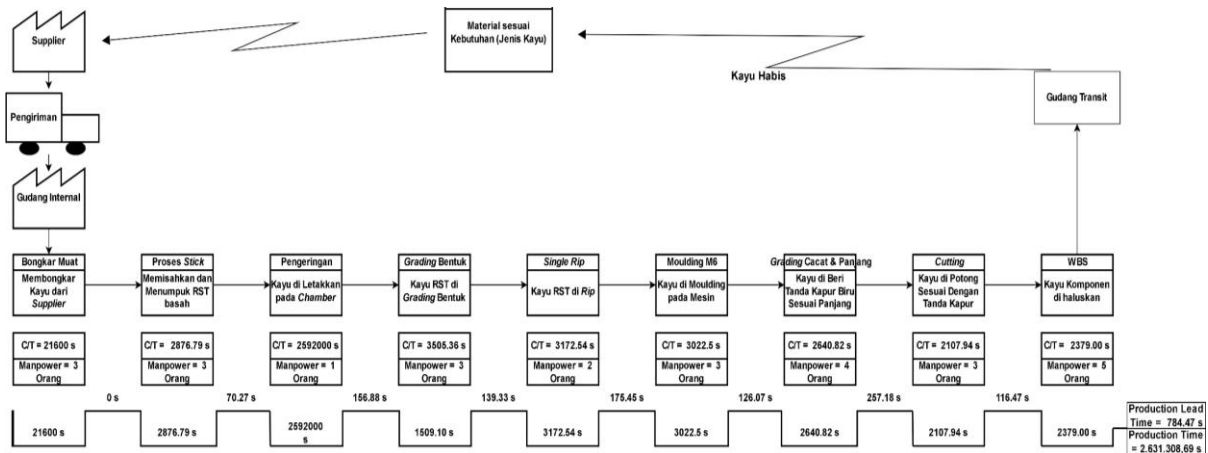 Supplier
Material sesuai
Kebutuhan (Jenis Kayu)
Kayu Habis
Gudang Transit
Pengiriman
Gudang Internal
Bongkar Muat
Membongkar
Kayu dari
Supplier
Proses Stick
Memisahkan dan
Menumpuk RST
basah
Pengeringan
Kayu di Letakkan
pada Chamber
Grading Bentuk
Kayu RST di
Grading Bentuk
Single Rip
Kayu RST di Rip
Moulding M6
Kayu di Moulding
pada Mesin
Grading Cacat & Panjang
Kayu di Beri
Tanda Kapur Biru
Sesuai Panjang
Cutting
Kayu di Potong
Sesuai Dengan
Tanda Kapur
WBS
Kayu Komponen
di haluskan
C/T = 21600 s
Manpower = 3
Orang
C/T = 2876.79 s
Manpower = 3
Orang
C/T = 2592000 s
Manpower = 1
Orang
C/T = 3505.36 s
Manpower = 3
Orang
C/T = 3172.54 s
Manpower = 2
Orang
C/T = 3022.5 s
Manpower = 3
Orang
C/T = 2640.82 s
Manpower = 4
Orang
C/T = 2107.94 s
Manpower = 3
Orang
C/T = 2379.00 s
Manpower = 5
Orang
0 s
70.27 s
156.88 s
139.33 s
175.45 s
126.07 s
257.18 s
116.47 s
21600 s
2876.79 s
2592000
s
1509.10 s
3172.54 s
3022.5 s
2640.82 s
2107.94 s
2379.00 s
Production Lead
Time = 784.47 s
Production Time
= 2.631.308,69 s